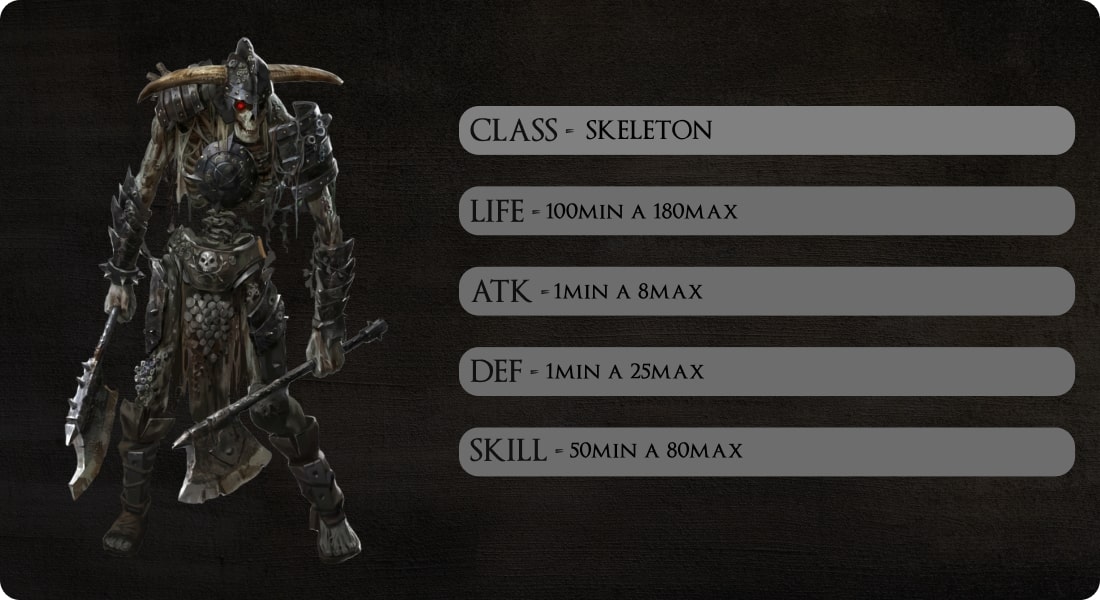 CLASS = SKELETON
LIFE = 100MIN A 180MAX
ATK = 1MIN A 8MAX
DEF = 1MIN A 25MAX
SKILL = 50MIN A 80MAX